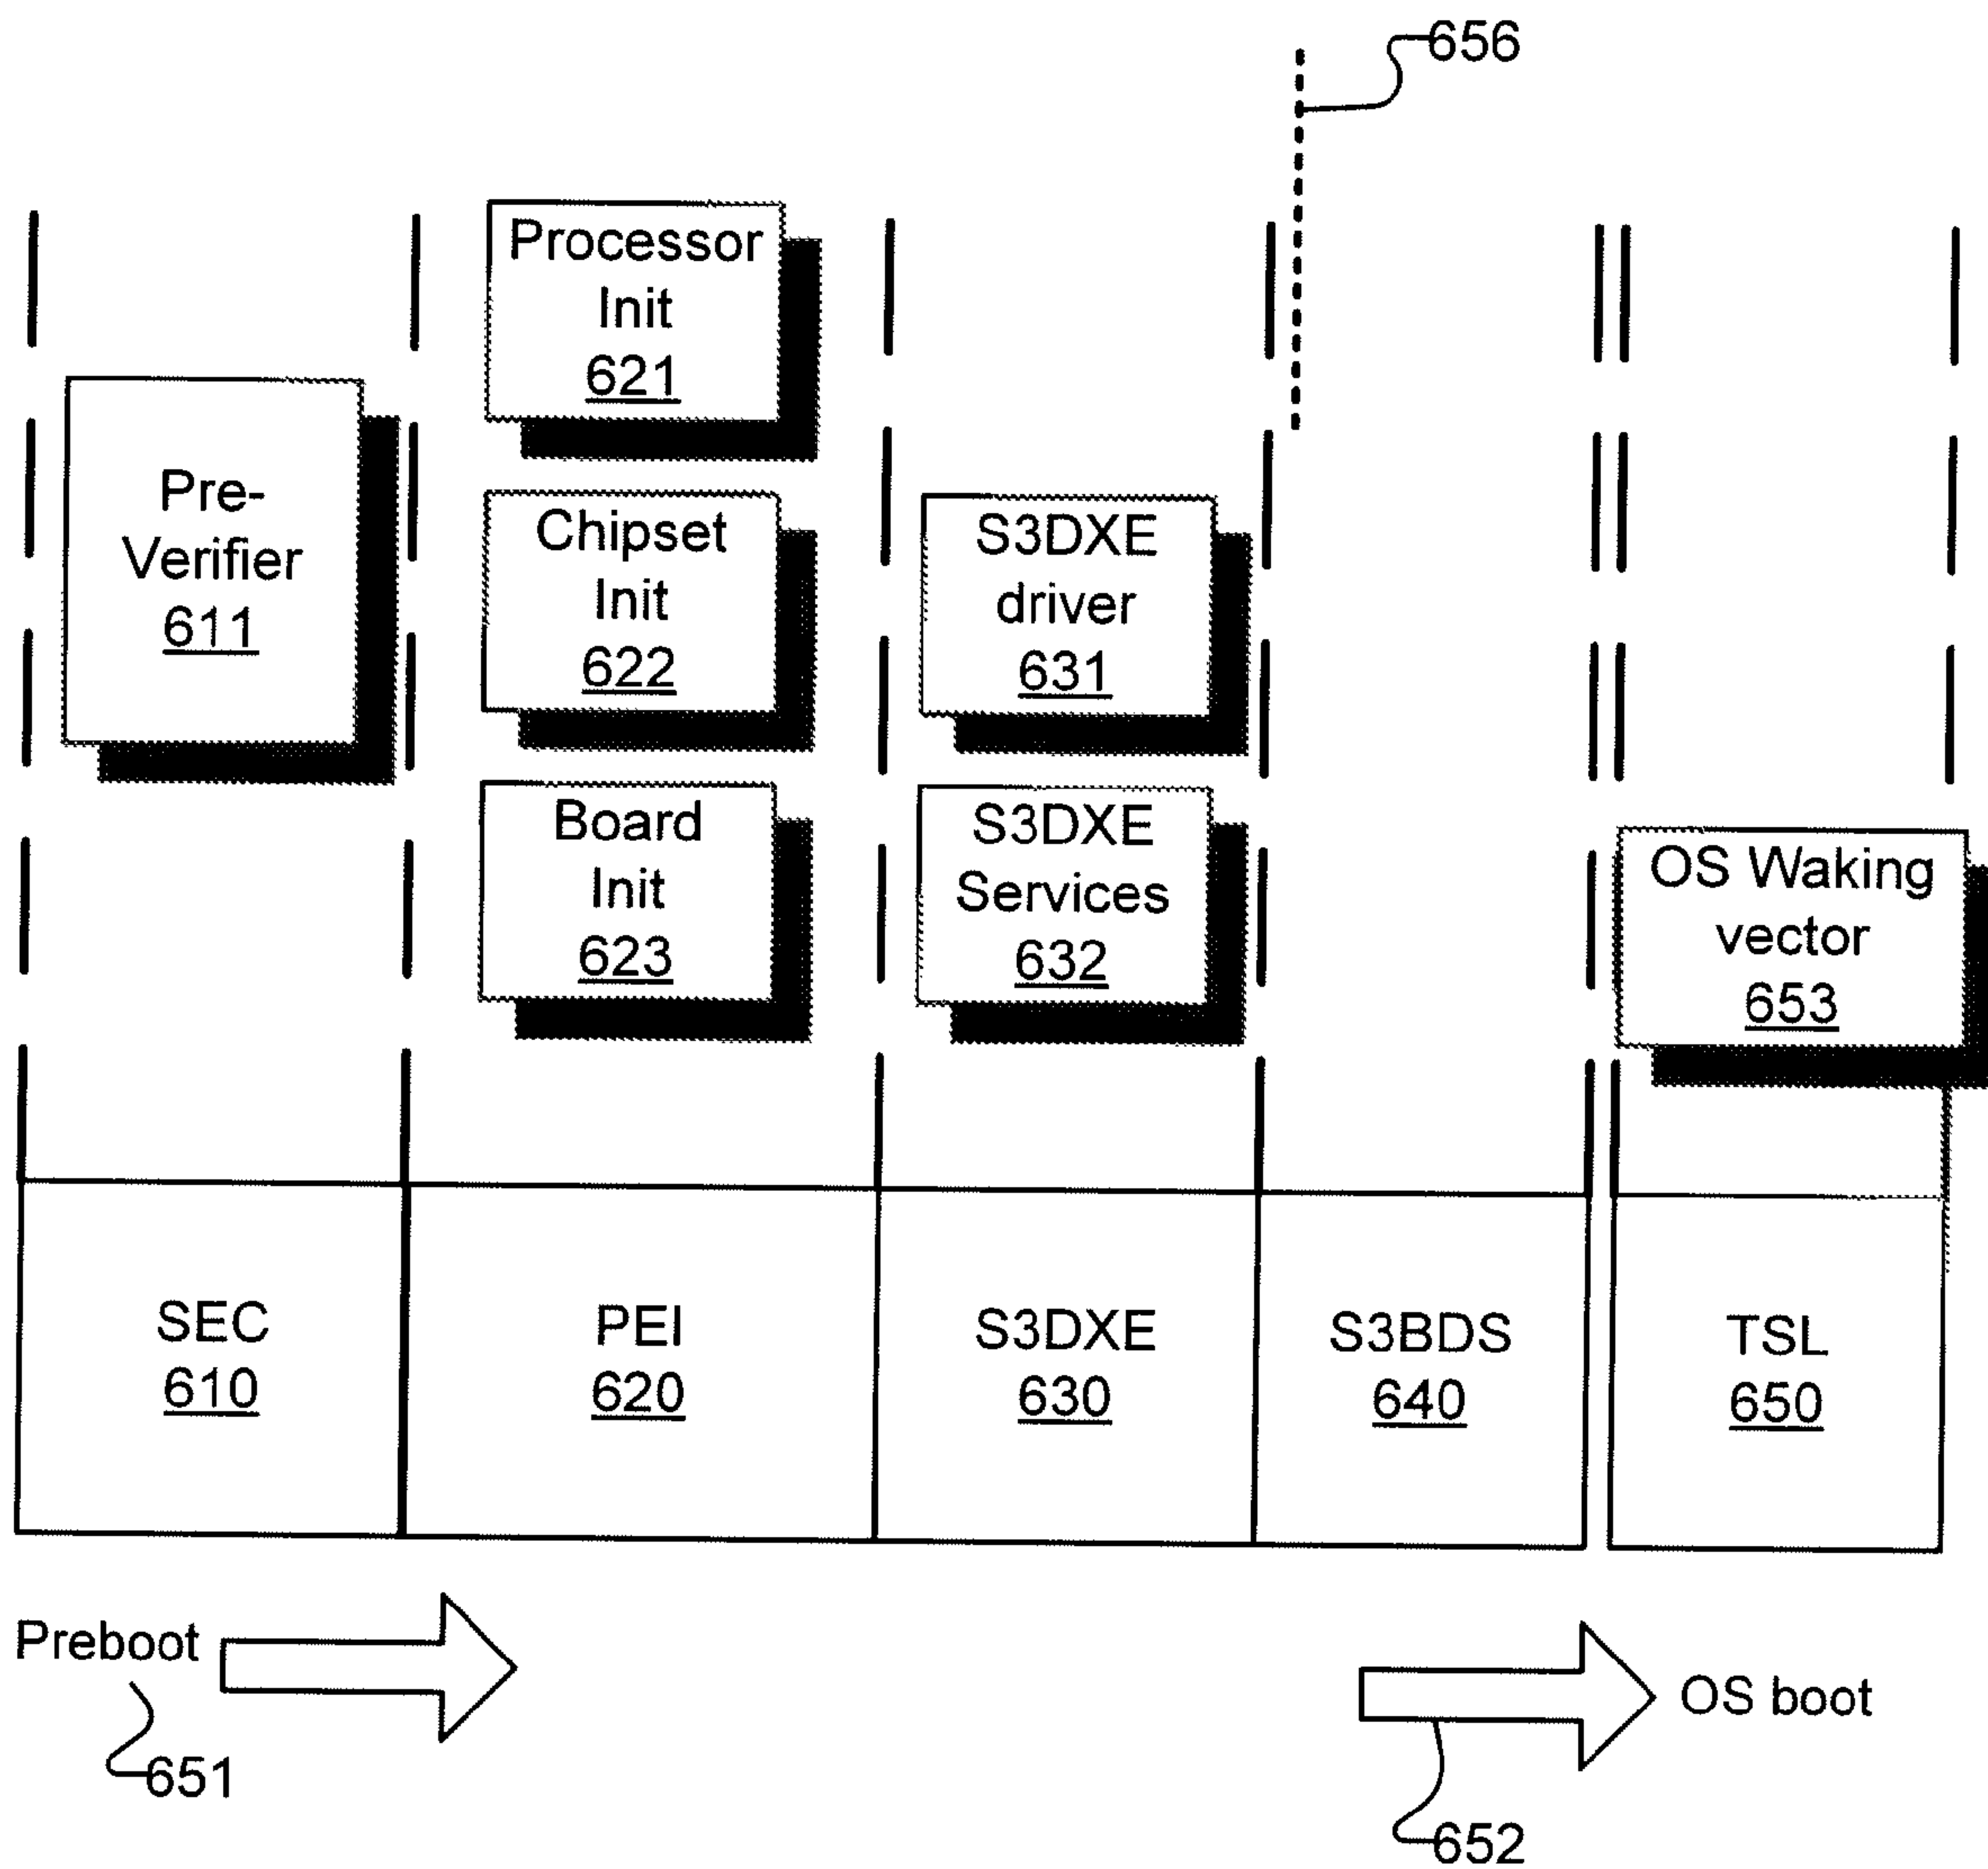 656
Processor
Init
621
Pre-
Verifier
611
Chipset
Init
622
S3DXE
driver
631
Board
Init
623
S3DXE
Services
632
OS Waking
vector
653
SEC
610
PEI
620
S3DXE
630
S3BDS
640
TSL
650
Preboot
651
OS boot
652